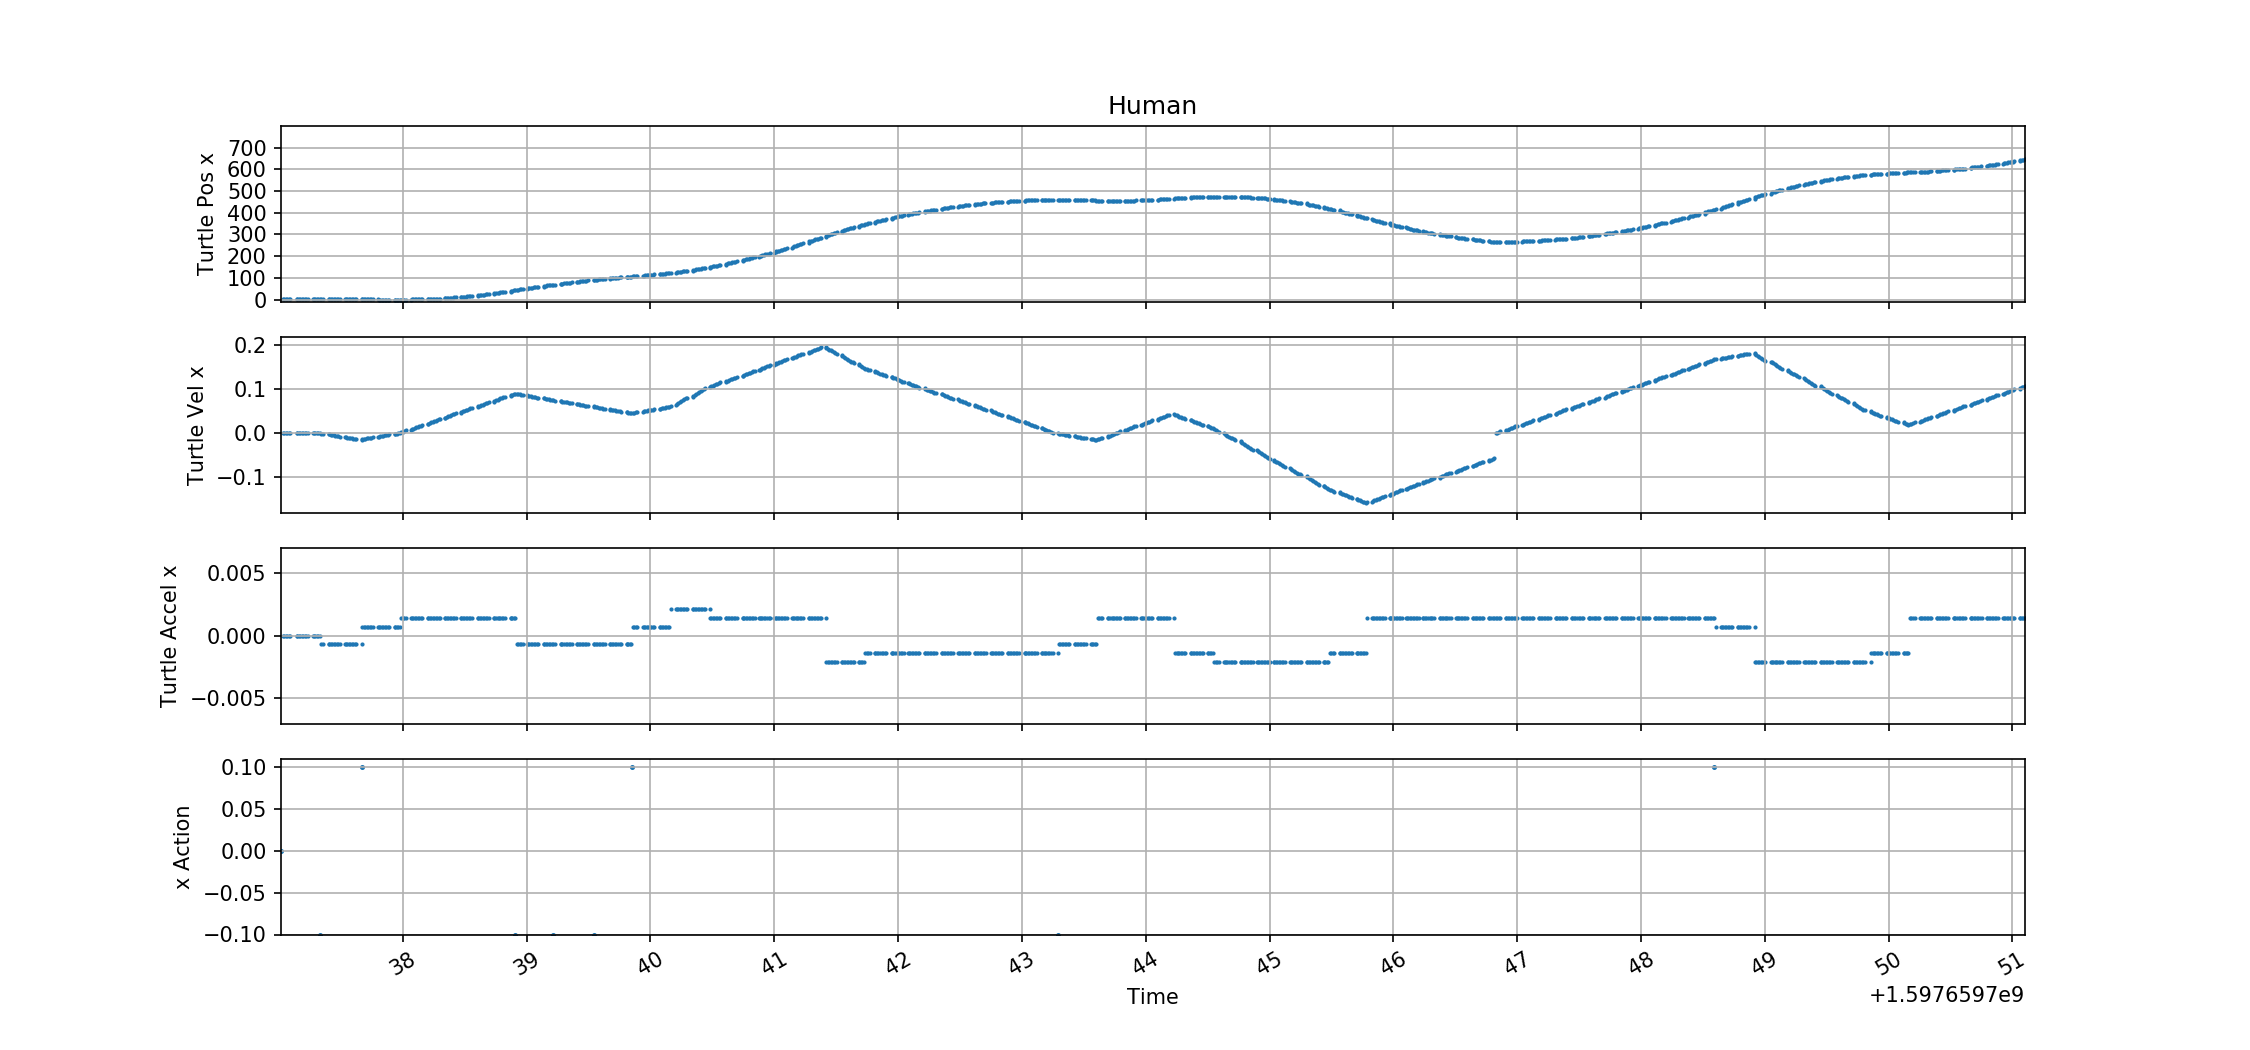 Human
Turtle Pos x
700
600
500
400
300
200
100
0
Turtle Vel x
0.2
0.1
0.0
−0.1
Turtle Accel x
0.005
0.000
−0.005
x Action
0.10
0.05
0.00
−0.05
−0.10
38 39 40 41 42 43 44 45 46 47 48 49 50 51
Time
+1.5976597e9